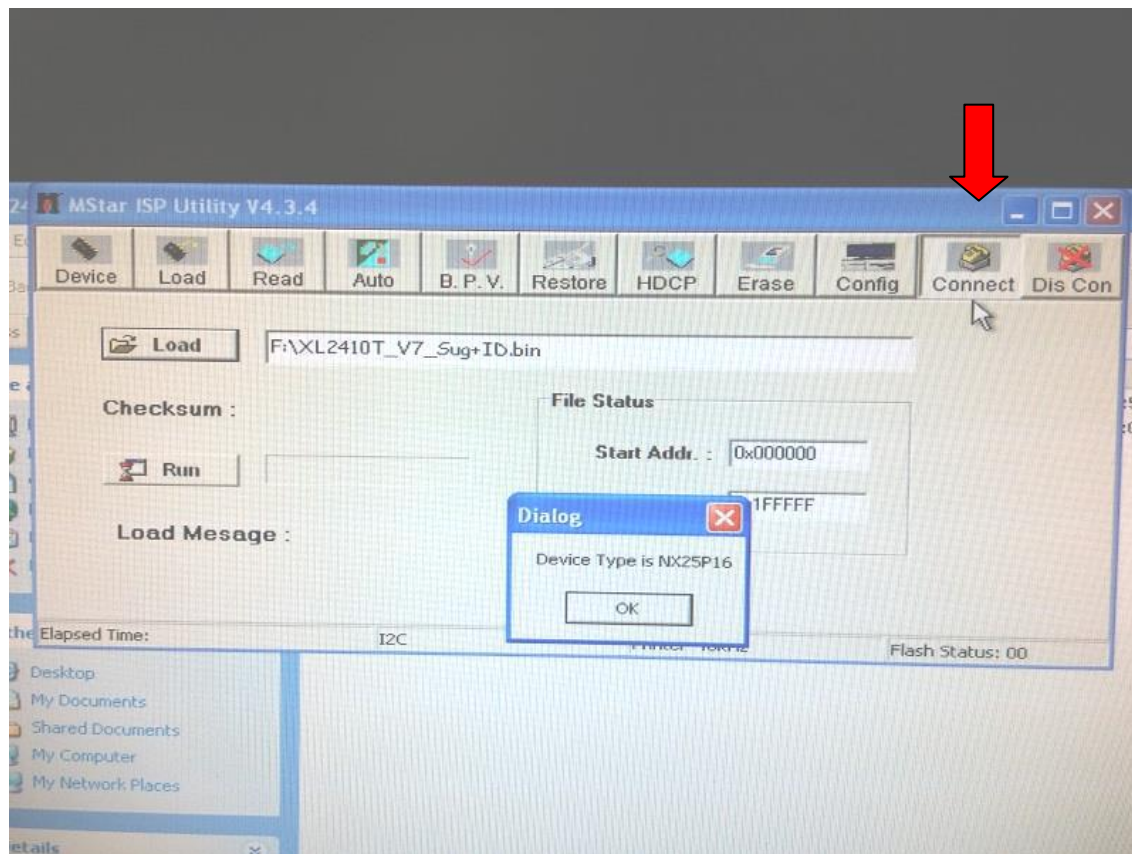 MStar ISP Utility V4.3.4
Device Load Read Auto B. P. V. Restore HDCP Erase Config Connect Dis Con
Load F:\XL2410T_V7_Sug+ID.bin
Checksum :
File Status
Start Addr. : 0x000000
Run
1FFFFF
Dialog
Load Mesage :
Device Type is NX25P16
OK
Elapsed Time: I2C Flash Status: 00
Desktop
My Documents
Shared Documents
My Computer
My Network Places